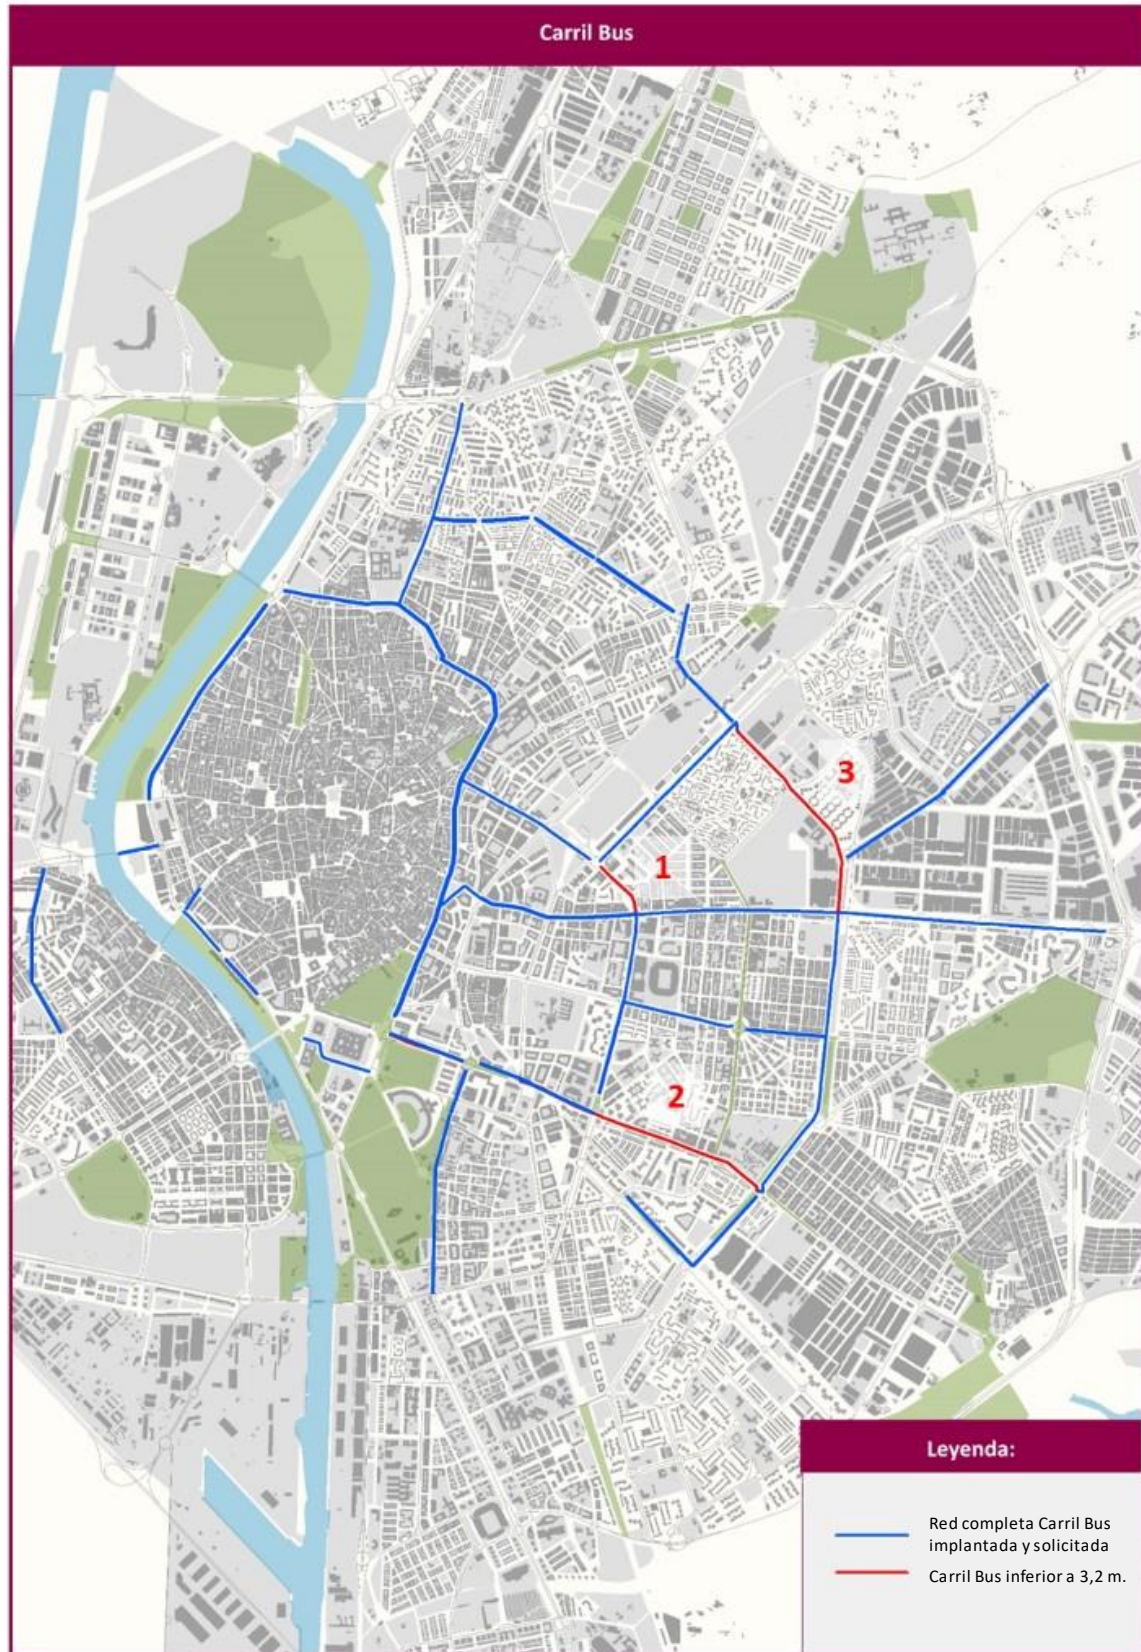 Carril Bus
3
1
2
Leyenda:
Red completa Carril Bus
implantada y solicitada
Carril Bus inferior a 3,2 m.